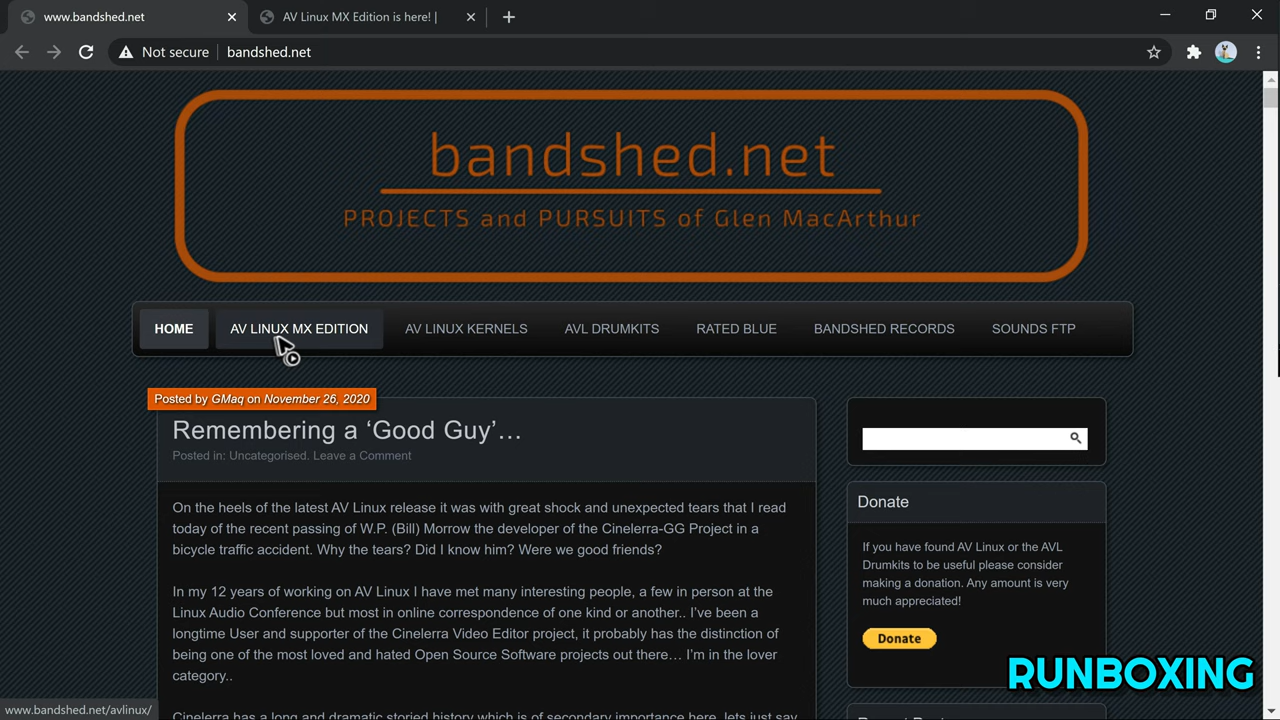 www.bandshed.net
AV Linux MX Edition is here! |
Not secure
bandshed.net
bandshed.net
PROJECTS and PURSUITS of Glen MacArthur
HOME
AV LINUX MX EDITION
AV LINUX KERNELS
AVL DRUMKITS
RATED BLUE
BANDSHED RECORDS
SOUNDS FTP
Posted by GMaq on November 26, 2020
Remembering a ‘Good Guy’…
Posted in: Uncategorised. Leave a Comment
On the heels of the latest AV Linux release it was with great shock and unexpected tears that I read
today of the recent passing of W.P. (Bill) Morrow the developer of the Cinelerra-GG Project in a
bicycle traffic accident. Why the tears? Did I know him? Were we good friends?
In my 12 years of working on AV Linux I have met many interesting people, a few in person at the
Linux Audio Conference but most in online correspondence of one kind or another.. I’ve been a
longtime User and supporter of the Cinelerra Video Editor project, it probably has the distinction of
being one of the most loved and hated Open Source Software projects out there… I’m in the lover
category..
Cinelerra has a long and dramatic storied history which is of secondary importance here, lets just say
Donate
If you have found AV Linux or the AVL
Drumkits to be useful please consider
making a donation. Any amount is very
much appreciated!
Donate
RUNBOXING
www.bandshed.net/avlinux/